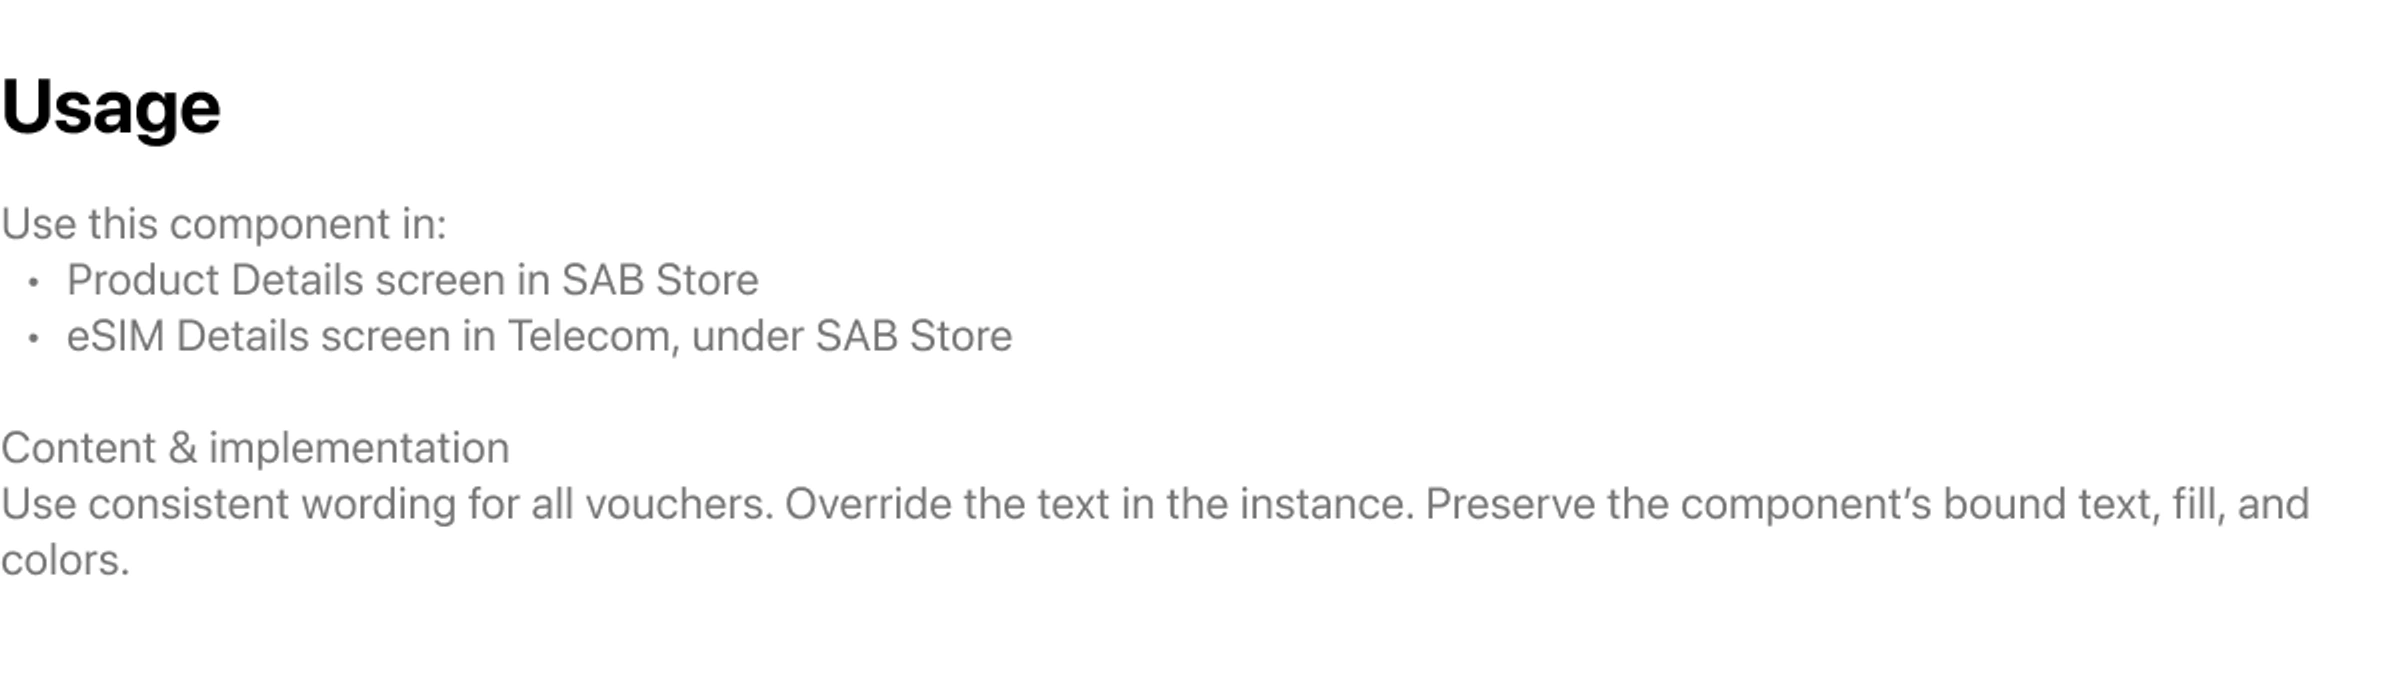 Usage
Use this component in:
• Product Details screen in SAB Store
• eSIM Details screen in Telecom, under SAB Store
Content & implementation
Use consistent wording for all vouchers. Override the text in the instance. Preserve the component’s bound text, fill, and
colors.